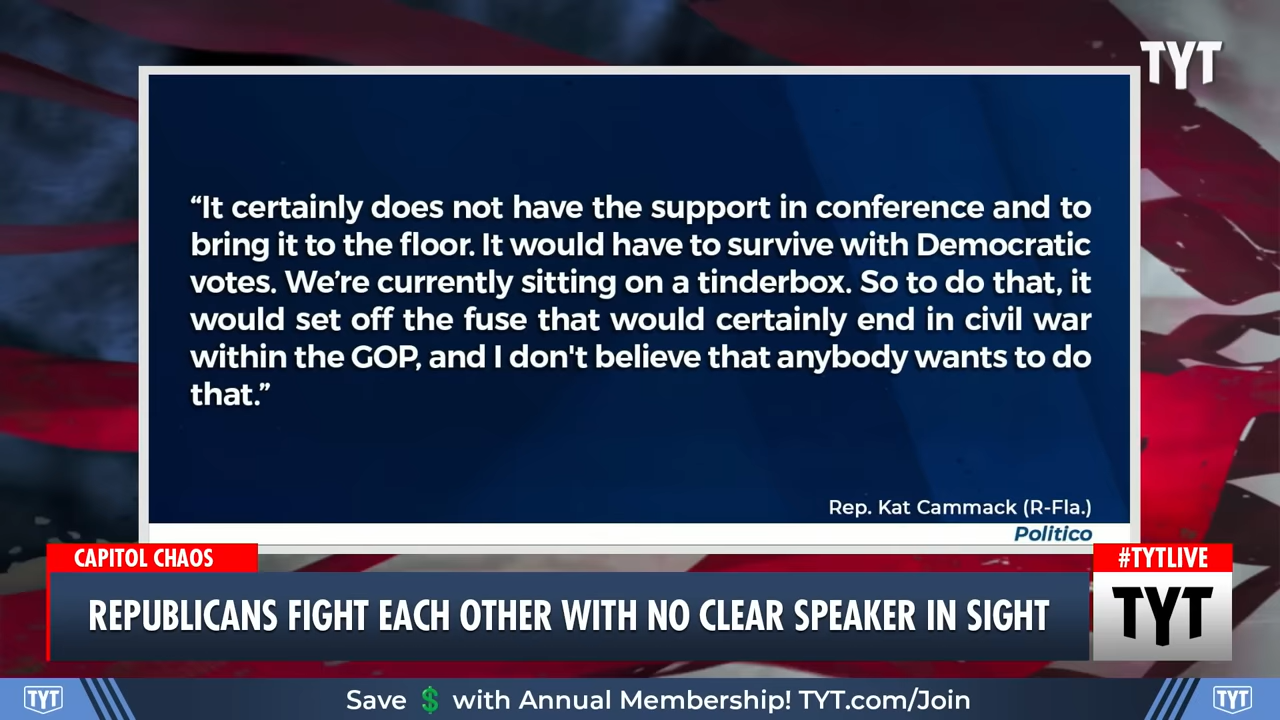 TYT
“It certainly does not have the support in conference and to
bring it to the floor. It would have to survive with Democratic
votes. We’re currently sitting on a tinderbox. So to do that, it
would set off the fuse that would certainly end in civil war
within the GOP, and I don't believe that anybody wants to do
that.”
Rep. Kat Cammack (R-Fla.)
Politico
CAPITOL CHAOS
#TYTLIVE
REPUBLICANS FIGHT EACH OTHER WITH NO CLEAR SPEAKER IN SIGHT
TYT
TYT
Save 💲 with Annual Membership! TYT.com/Join
TYT